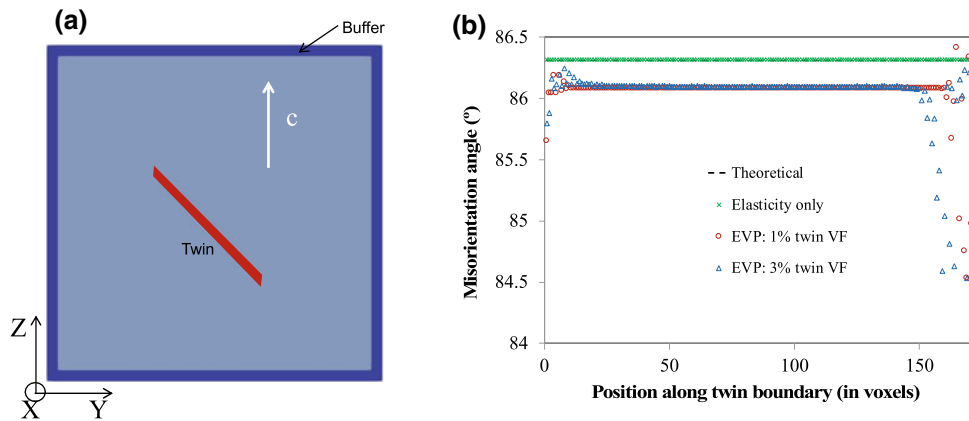 (a)
Buffer
c
Twin
Z
X
Y
(b)
Misorientation angle (º)
86.5
86
85.5
85
84.5
84
Theoretical
Elasticity only
EVP: 1% twin VF
EVP: 3% twin VF
0
50
100
150
Position along twin boundary (in voxels)